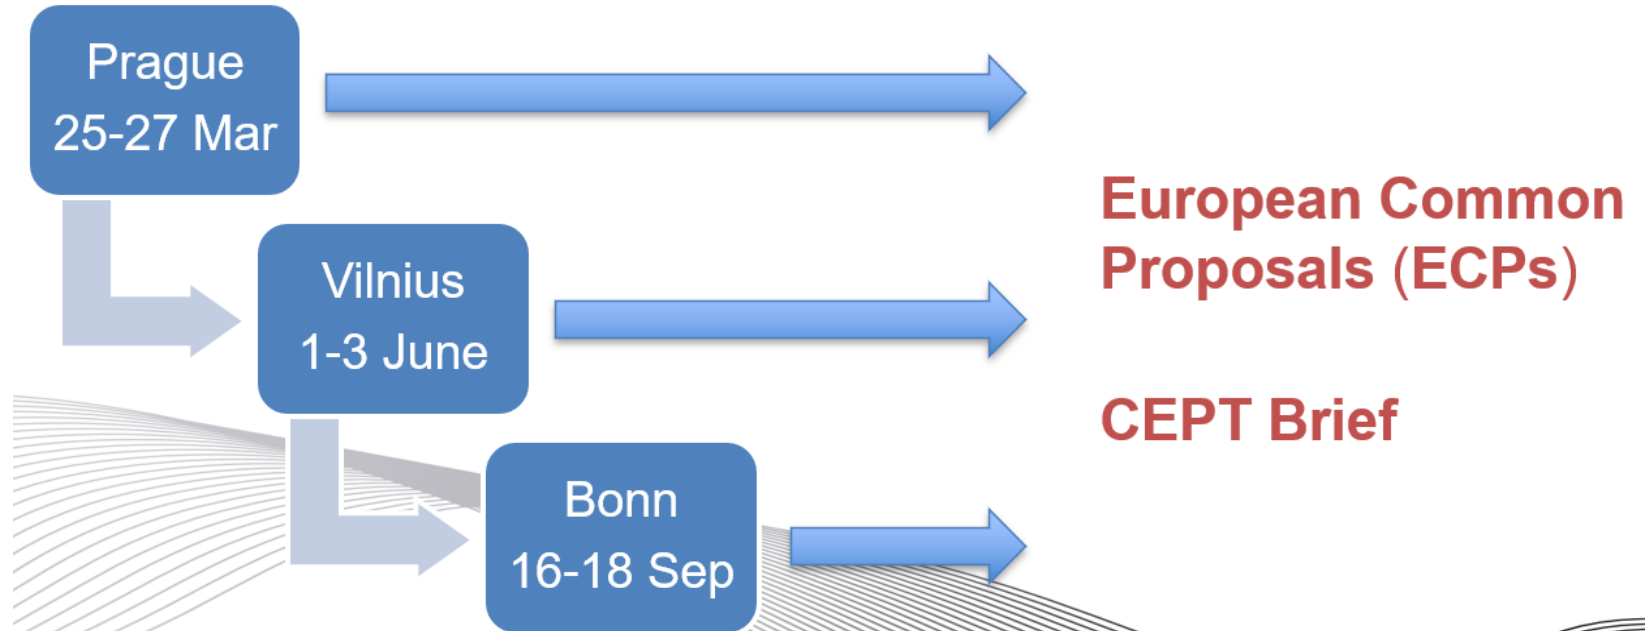 Prague
25-27 Mar
Vilnius
1-3 June
Bonn
16-18 Sep
European Common
Proposals (ECPs)
CEPT Brief